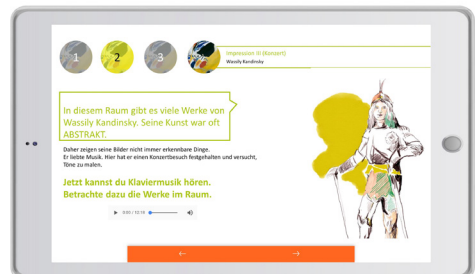 1
2
3
Impression III (Konzert)
Wassily Kandinsky
In diesem Raum gibt es viele Werke von
Wassily Kandinsky. Seine Kunst war oft
ABSTRAKT.
Daher zeigen seine Bilder nicht immer erkennbare Dinge.
Er liebte Musik. Hier hat er einen Konzertbesuch festgehalten und versucht,
Töne zu malen.
Jetzt kannst du Klaviermusik hören.
Betrachte dazu die Werke im Raum.